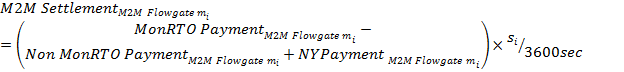 M2M Settlement_{M2M Flowgate m_i}
= ( MonRTO Payment_{M2M Flowgate m_i} −
Non MonRTO Payment_{M2M Flowgate m_i} + NYPayment _{M2M Flowgate m_i} ) × s_i/3600sec